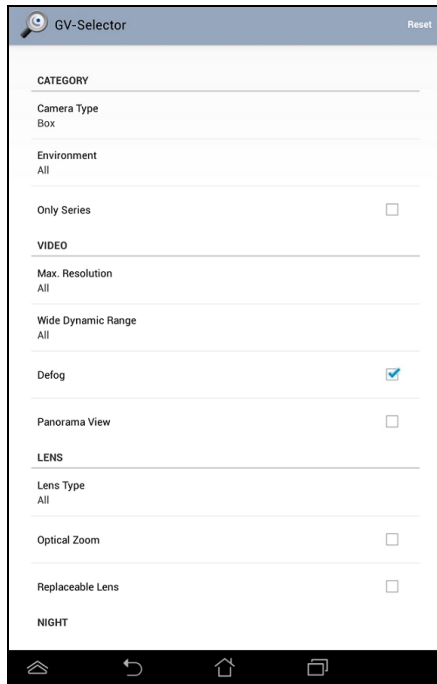 GV-Selector
Reset
CATEGORY
Camera Type
Box
Environment
All
Only Series
VIDEO
Max. Resolution
All
Wide Dynamic Range
All
Defog
Panorama View
LENS
Lens Type
All
Optical Zoom
Replaceable Lens
NIGHT